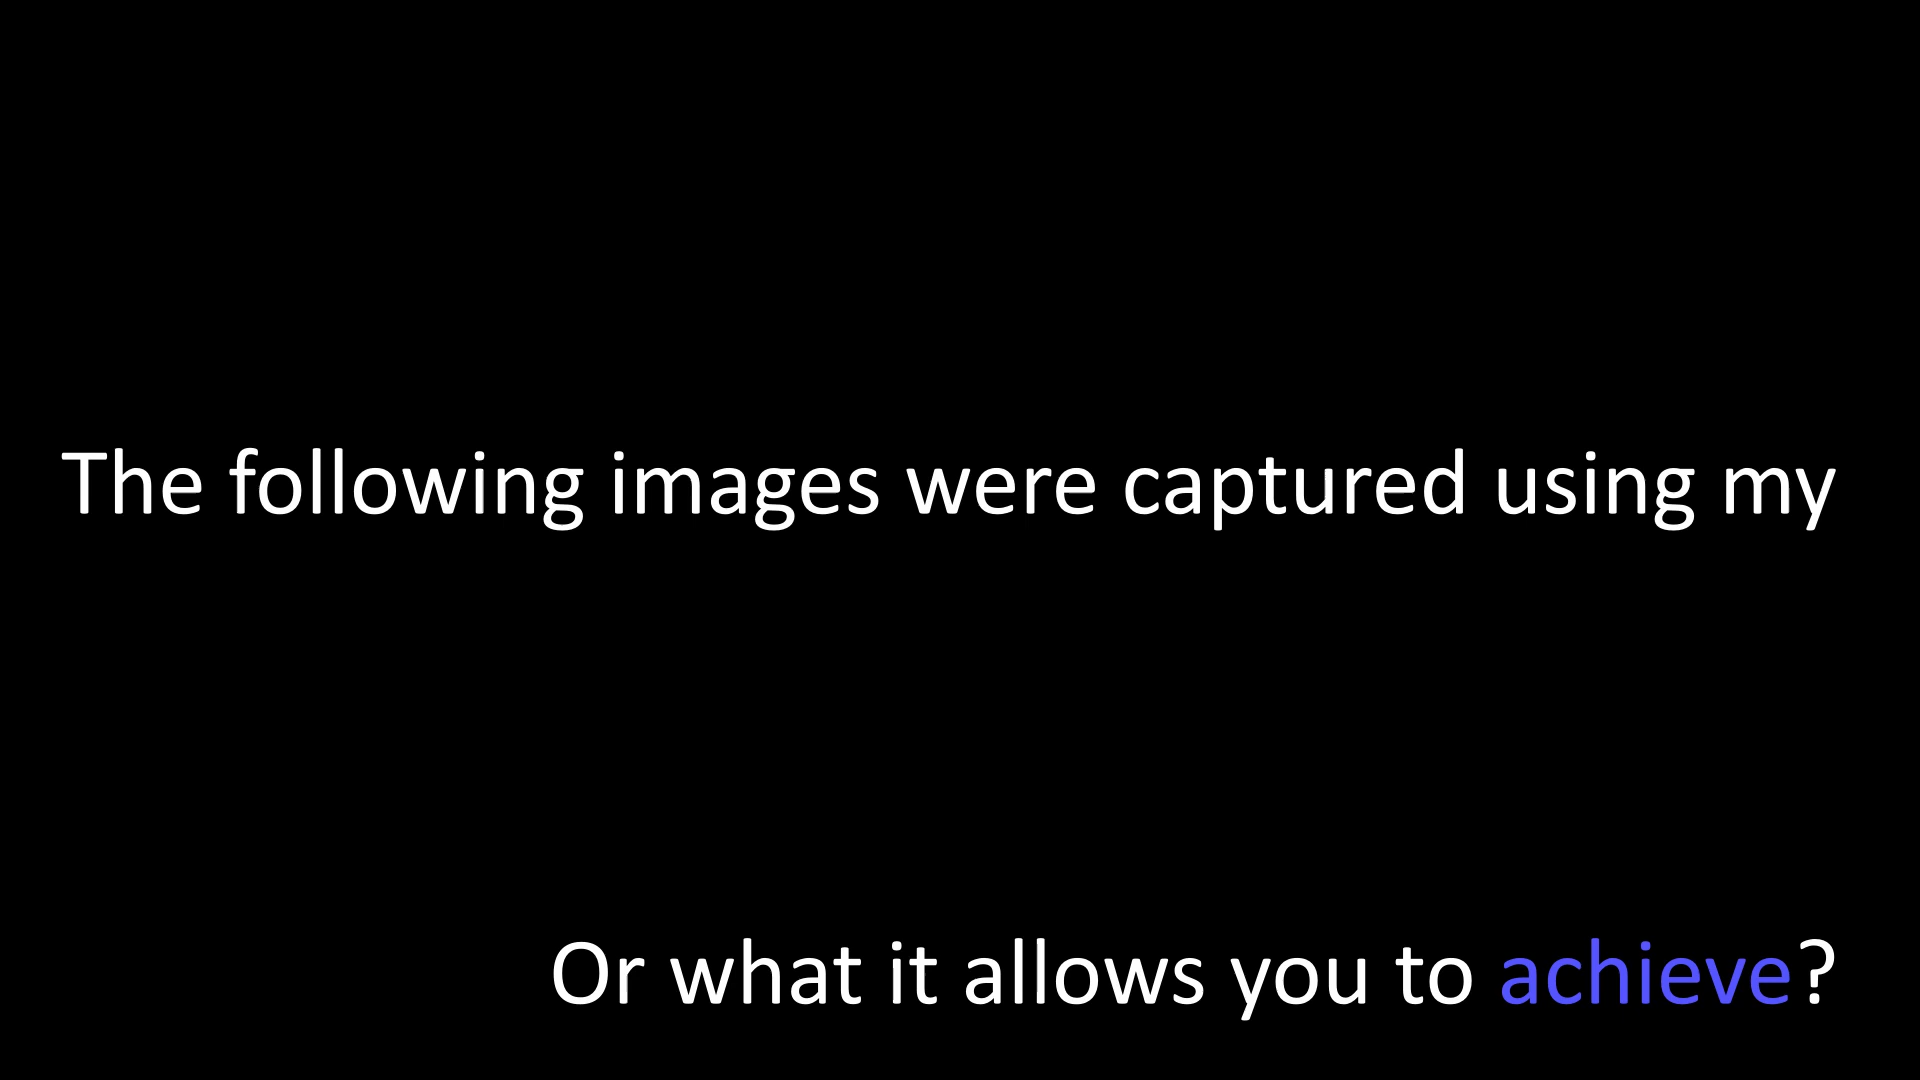 The following images were captured using my
Or what it allows you to achieve?